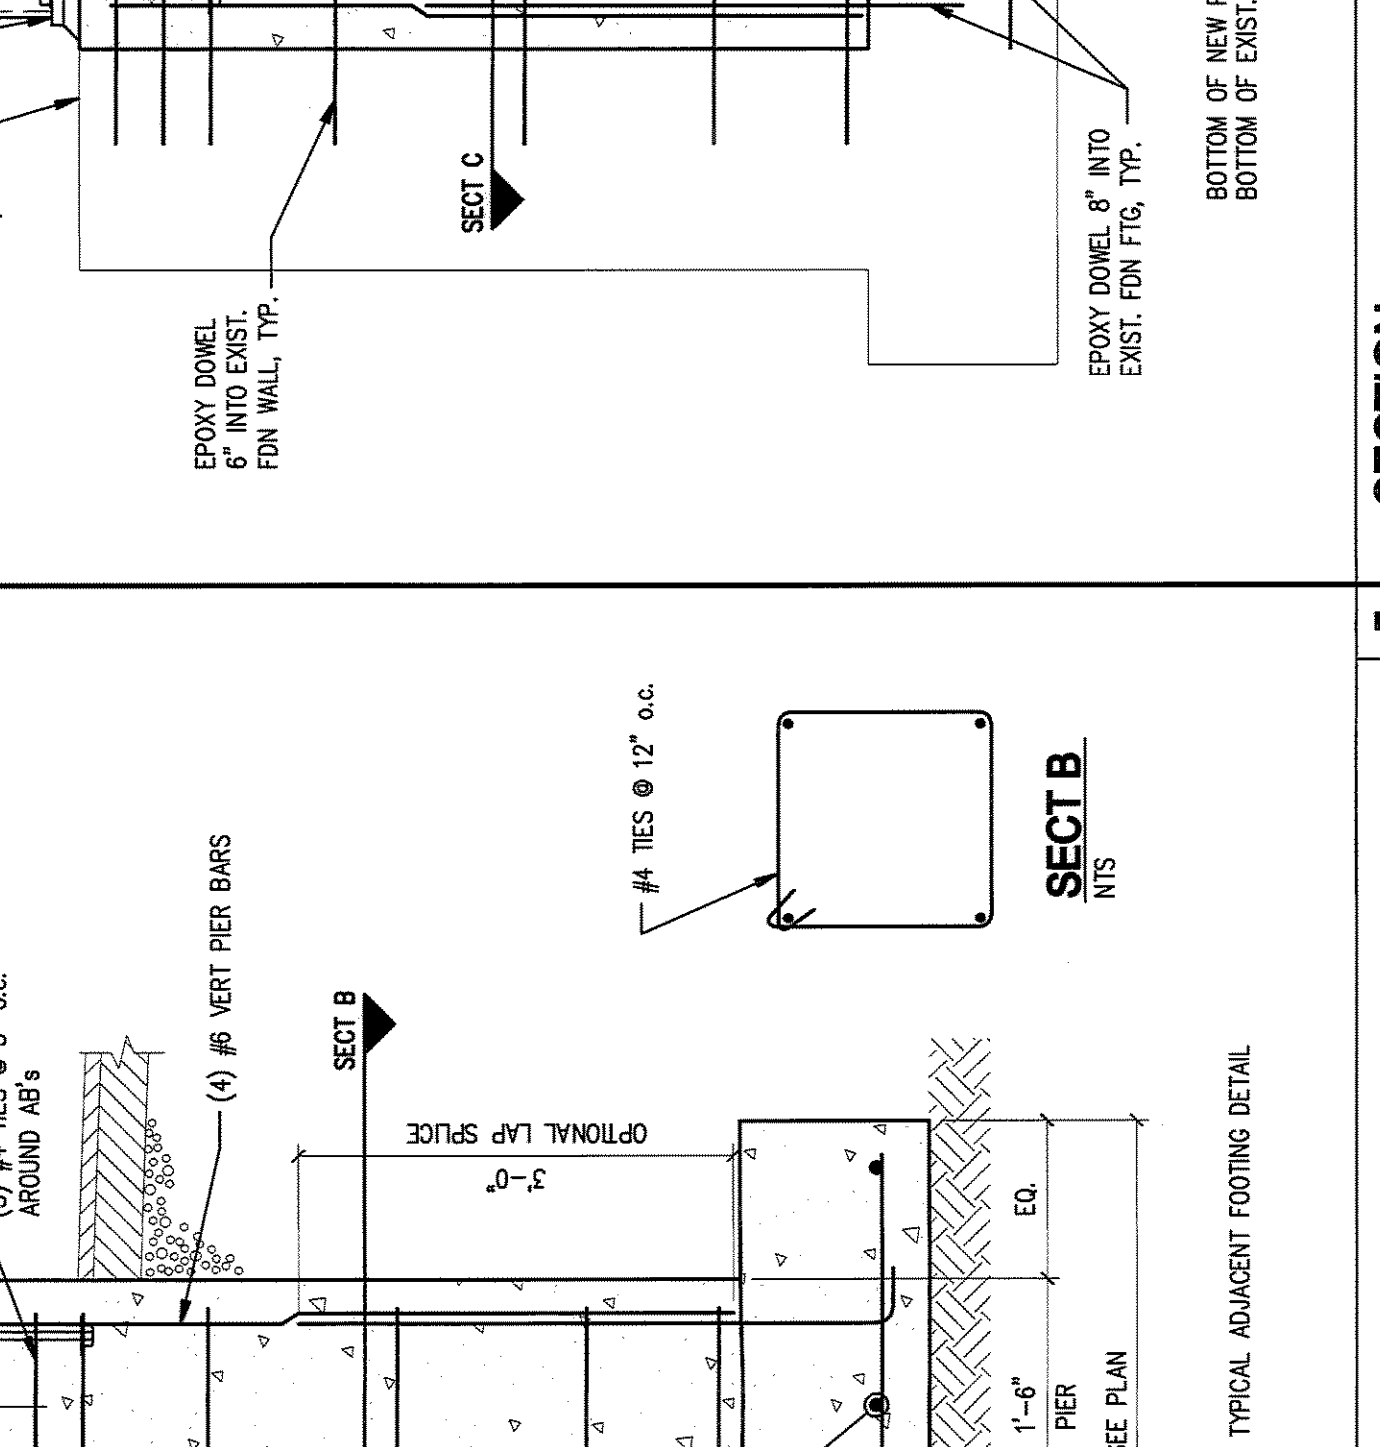 AROUND AB's
(4) #6 VERT PIER BARS
SECT B
OPTIONAL LAP SPLICE
3'-0"
#4 TIES @ 12" o.c.
SECT B
NTS
EQ.
1'-6"
PIER
SEE PLAN
TYPICAL ADJACENT FOOTING DETAIL
EPOXY DOWEL
6" INTO EXIST.
FDN WALL, TYP.
SECT C
EPOXY DOWEL 8" INTO
EXIST. FDN FTG, TYP.
BOTTOM OF NEW
BOTTOM OF EXIST.
SECTION